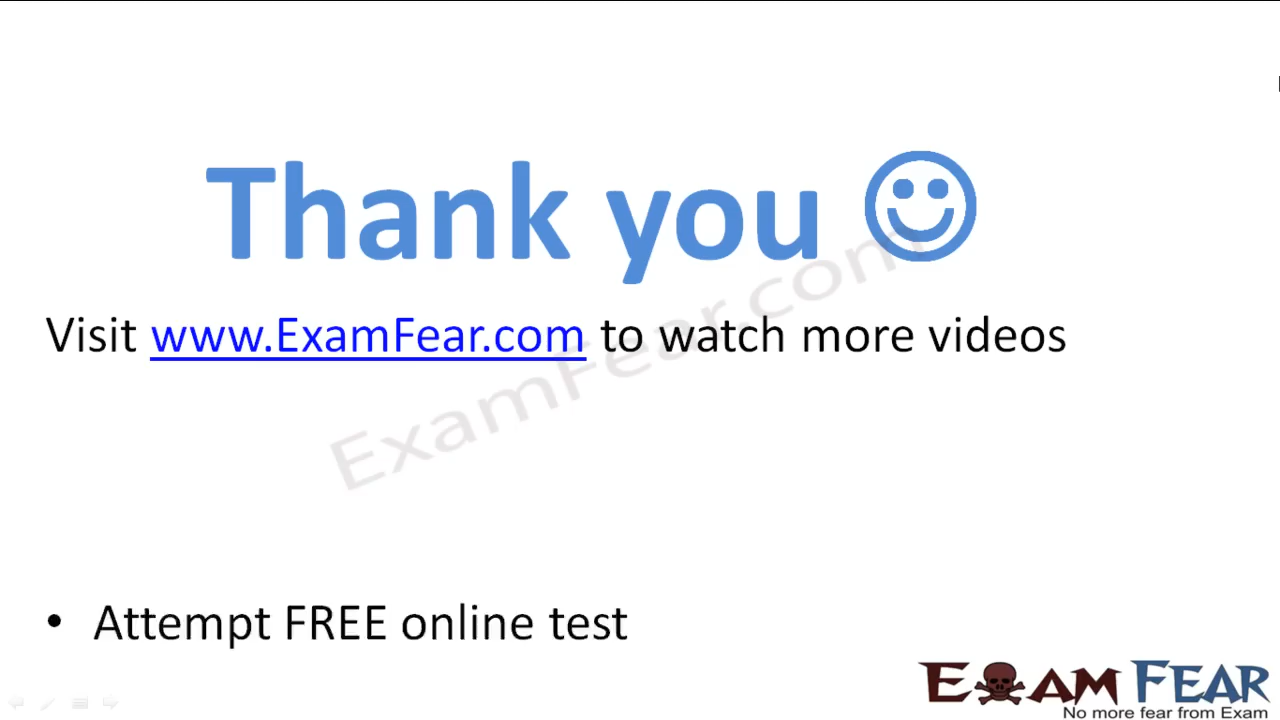 Thank you
Visit www.ExamFear.com to watch more videos
ExamFear.com
• Attempt FREE online test
EXAM FEAR
No more fear from Exam